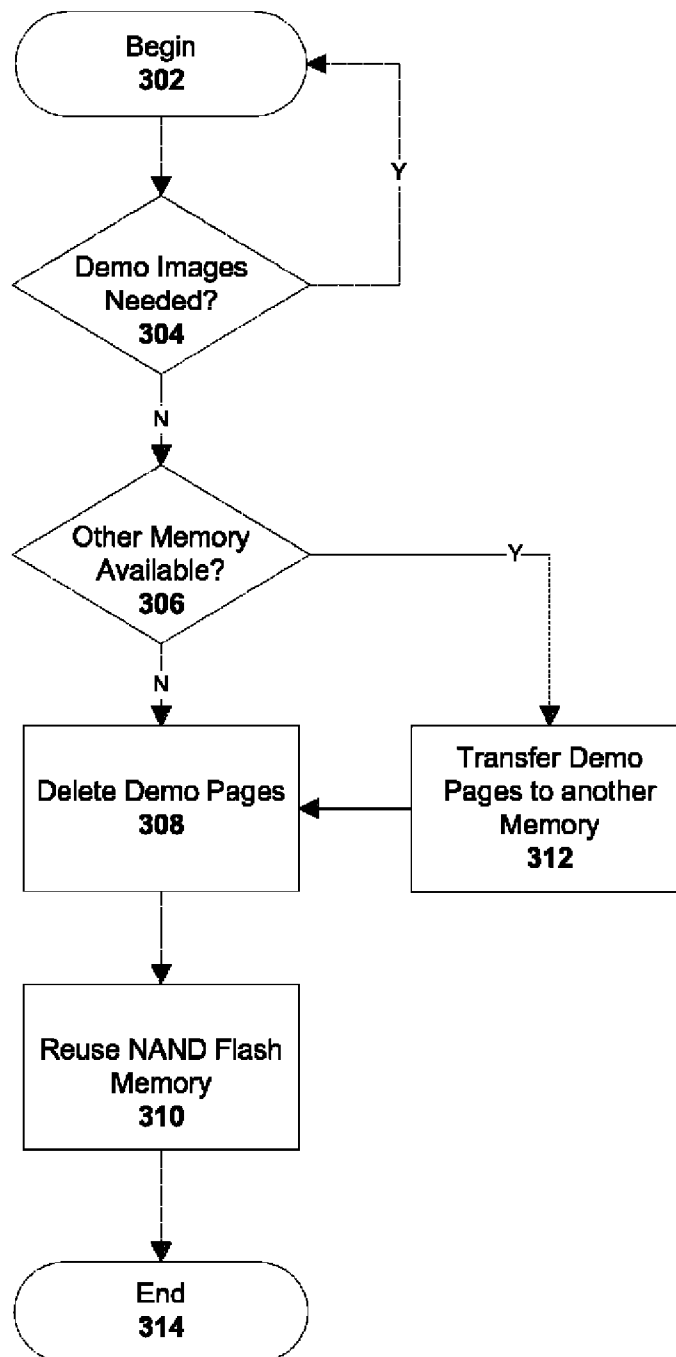 Begin
302
Y
Demo Images
Needed?
304
N
Other Memory
Available?
306
Y
N
Delete Demo Pages
308
Transfer Demo
Pages to another
Memory
312
Reuse NAND Flash
Memory
310
End
314